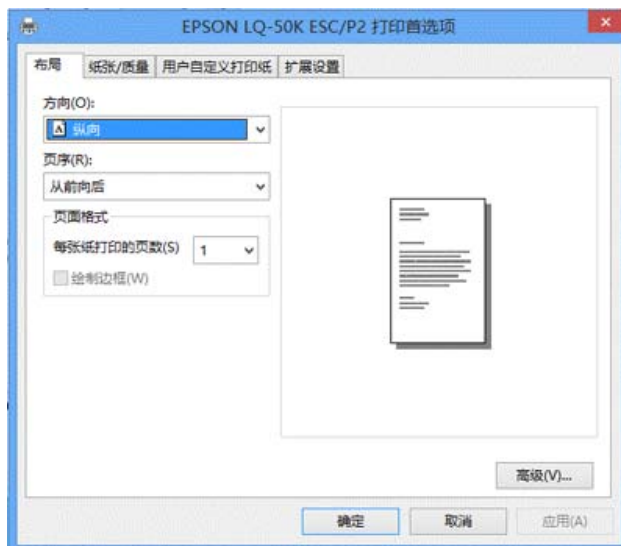 EPSON LQ-50K ESC/P2 打印首选项
布局 纸张/质量 用户自定义打印纸 扩展设置
方向(O):
纵向
页序(R):
从前向后
页面格式
每张纸打印的页数(S) 1
绘制边框(W)
高级(V)...
确定 取消 应用(A)